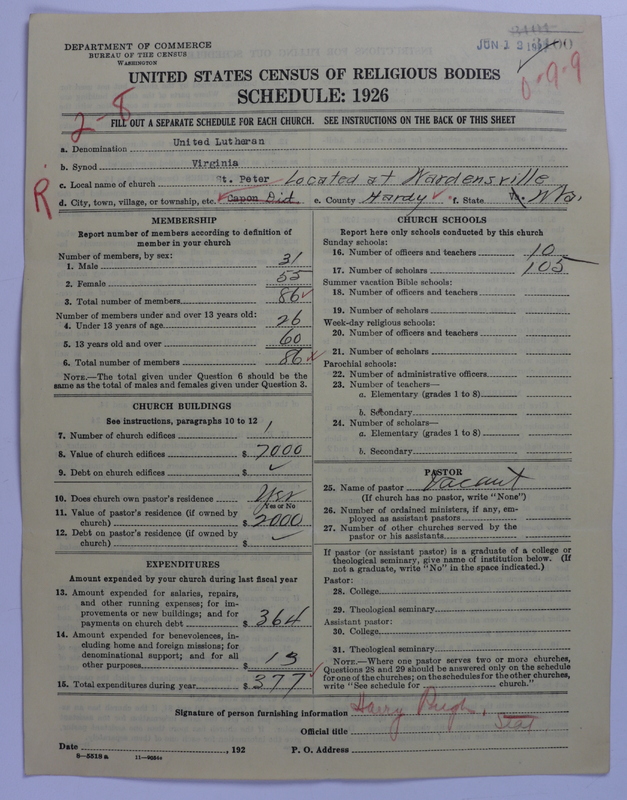 DEPARTMENT OF COMMERCE
BUREAU OF THE CENSUS
WASHINGTON
JUN 12
UNITED STATES CENSUS OF RELIGIOUS BODIES
SCHEDULE: 1926
0-9-9
2-8
FILL OUT A SEPARATE SCHEDULE FOR EACH CHURCH. SEE INSTRUCTIONS ON THE BACK OF THIS SHEET
a. Denomination United Lutheran
b. Synod Virginia
c. Local name of church St. Peter Located at Wardensville
R
d. City, town, village, or township, etc. Capon Dist e. County Hardy f. State W Va.
MEMBERSHIP
Report number of members according to definition of
member in your church
Number of members, by sex:
1. Male 31
2. Female 55
3. Total number of members 86
Number of members under and over 13 years old:
4. Under 13 years of age 26
5. 13 years old and over 60
6. Total number of members 86
NOTE.—The total given under Question 6 should be the
same as the total of males and females given under Question 3.
CHURCH BUILDINGS
See instructions, paragraphs 10 to 12
7. Number of church edifices 1
8. Value of church edifices $ 7000
9. Debt on church edifices $
10. Does church own pastor's residence Yes
Yes or No
11. Value of pastor's residence (if owned by
church) $ 2000
12. Debt on pastor's residence (if owned by
church) $
EXPENDITURES
Amount expended by your church during last fiscal year
13. Amount expended for salaries, repairs,
and other running expenses; for im-
provements or new buildings; and for
payments on church debt $ 364
14. Amount expended for benevolences, in-
cluding home and foreign missions; for
denominational support; and for all
other purposes $ 13
15. Total expenditures during year $ 377
CHURCH SCHOOLS
Report here only schools conducted by this church
Sunday schools:
16. Number of officers and teachers 10
17. Number of scholars 105
Summer vacation Bible schools:
18. Number of officers and teachers
19. Number of scholars
Week-day religious schools:
20. Number of officers and teachers
21. Number of scholars
Parochial schools:
22. Number of administrative officers
23. Number of teachers—
a. Elementary (grades 1 to 8)
b. Secondary
24. Number of scholars—
a. Elementary (grades 1 to 8)
b. Secondary
PASTOR
25. Name of pastor Vacant
(If church has no pastor, write "None")
26. Number of ordained ministers, if any, em-
ployed as assistant pastors
27. Number of other churches served by the
pastor or his assistants
If pastor (or assistant pastor) is a graduate of a college or
theological seminary, give name of institution below. (If
not a graduate, write "No" in the space indicated.)
Pastor:
28. College
29. Theological seminary
Assistant pastor:
30. College
31. Theological seminary
NOTE.—Where one pastor serves two or more churches,
Questions 28 and 29 should be answered only on the schedule
for one of the churches; on the schedules for the other churches,
write "See schedule for church."
Signature of person furnishing information Harry Pugh,
Official title
Date , 192 P. O. Address